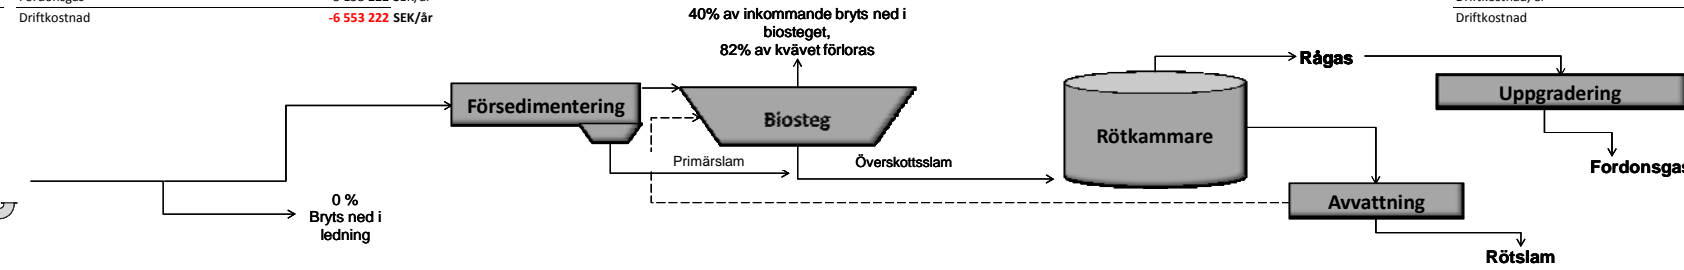 Driftkostnad -6 553 222 SEK/år
Driftkostnad
40% av inkommande bryts ned i
biosteget,
82% av kvävet förloras
Rågas
Försedimentering
Biosteg
Uppgradering
Rötkammare
Primärslam
Överskottsslam
Fordonsgas
0 %
Bryts ned i
ledning
Avvattning
Rötslam